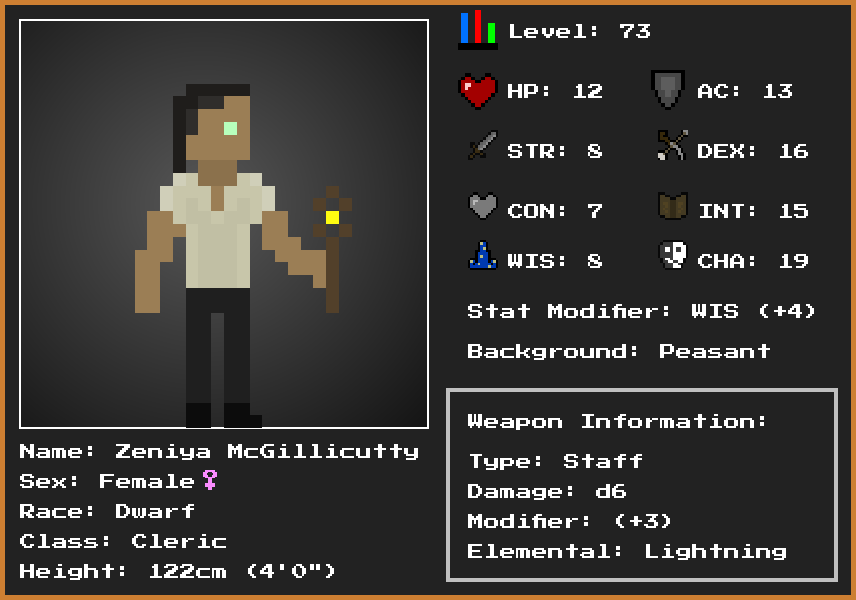 Level: 73
HP: 12
AC: 13
STR: 8
DEX: 16
CON: 7
INT: 15
WIS: 8
CHA: 19
Stat Modifier: WIS (+4)
Background: Peasant
Weapon Information:
Type: Staff
Damage: d6
Modifier: (+3)
Elemental: Lightning
Name: Zeniya McGillicutty
Sex: Female♀
Race: Dwarf
Class: Cleric
Height: 122cm (4'0")